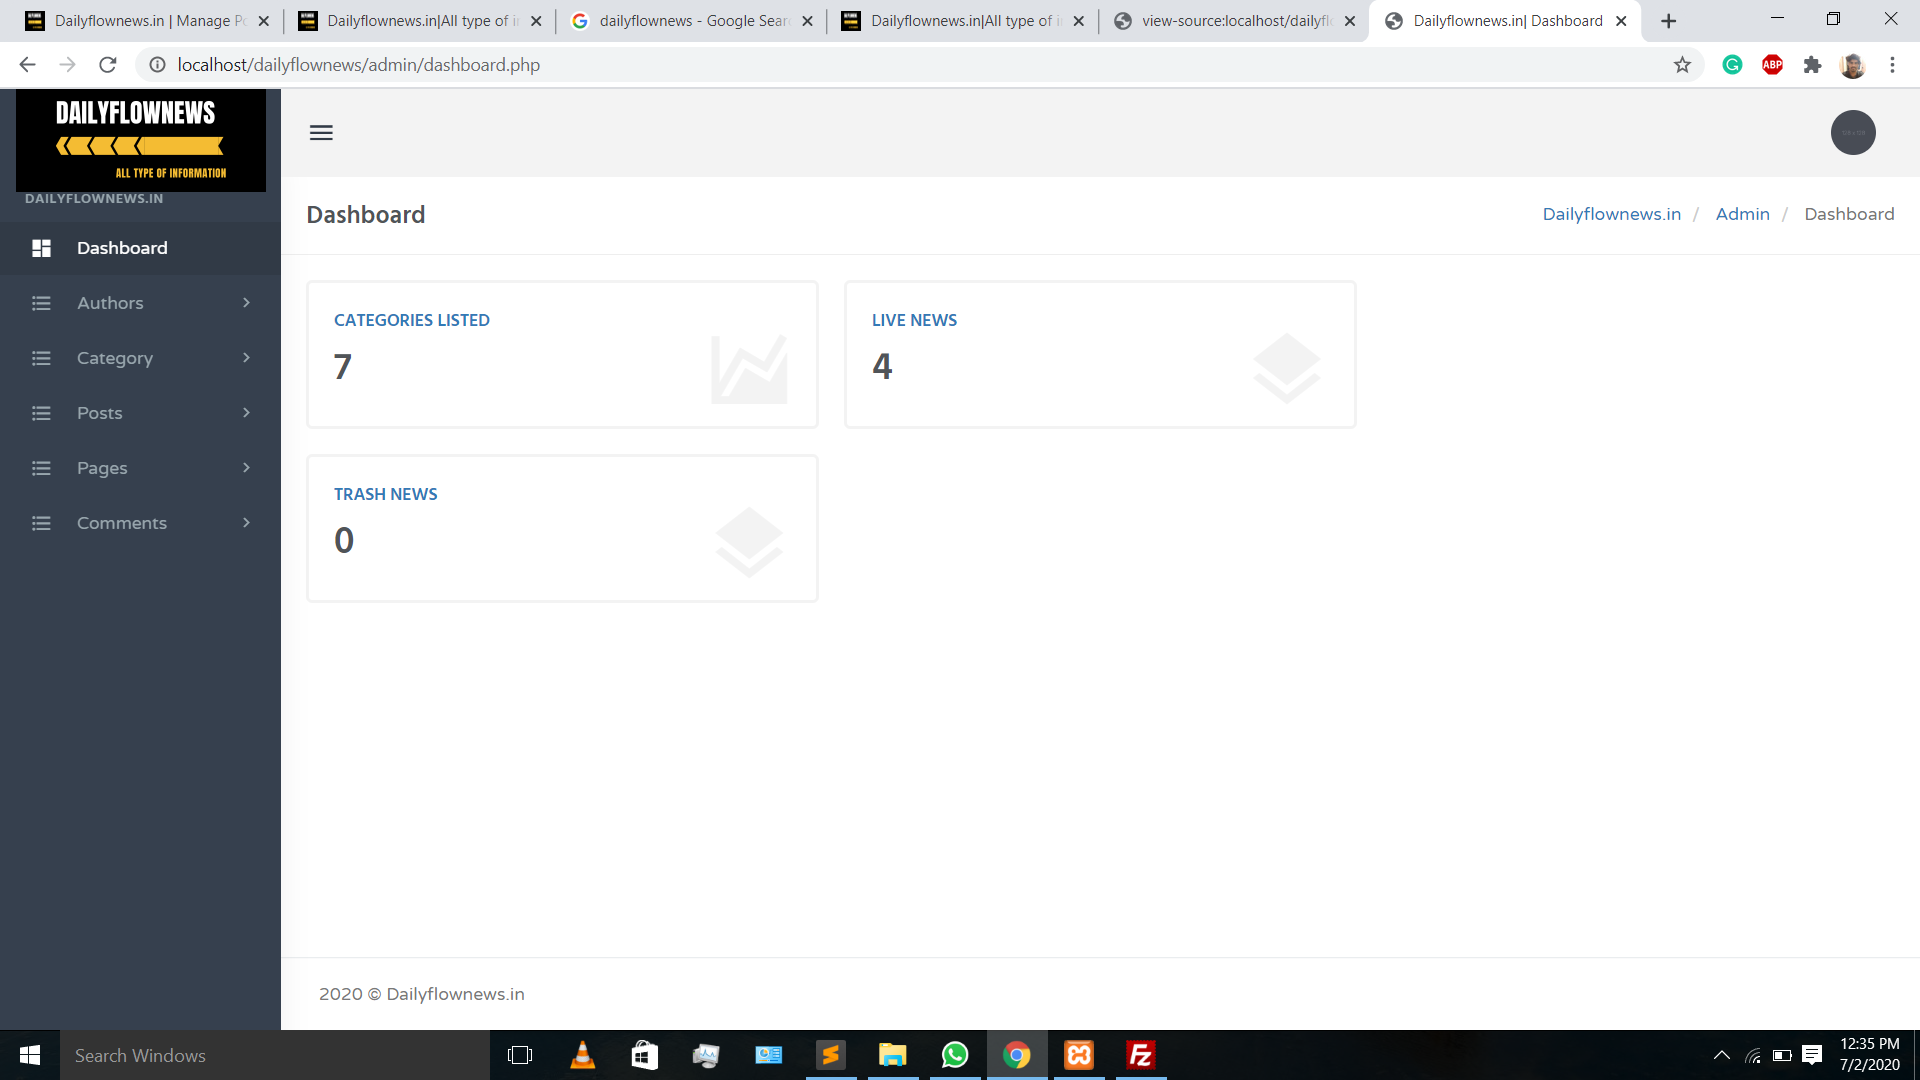 Dailyflownews.in | Manage Po
Dailyflownews.in|All type of i
dailyflownews - Google Sear
Dailyflownews.in|All type of i
view-source:localhost/dailyfl
Dailyflownews.in| Dashboard
localhost/dailyflownews/admin/dashboard.php
ABP
DAILYFLOWNEWS
ALL TYPE OF INFORMATION
DAILYFLOWNEWS.IN
Dashboard
Authors
Category
Posts
Pages
Comments
Dashboard
Dailyflownews.in / Admin / Dashboard
CATEGORIES LISTED
7
LIVE NEWS
4
TRASH NEWS
0
2020 © Dailyflownews.in
Search Windows
12:35 PM
7/2/2020